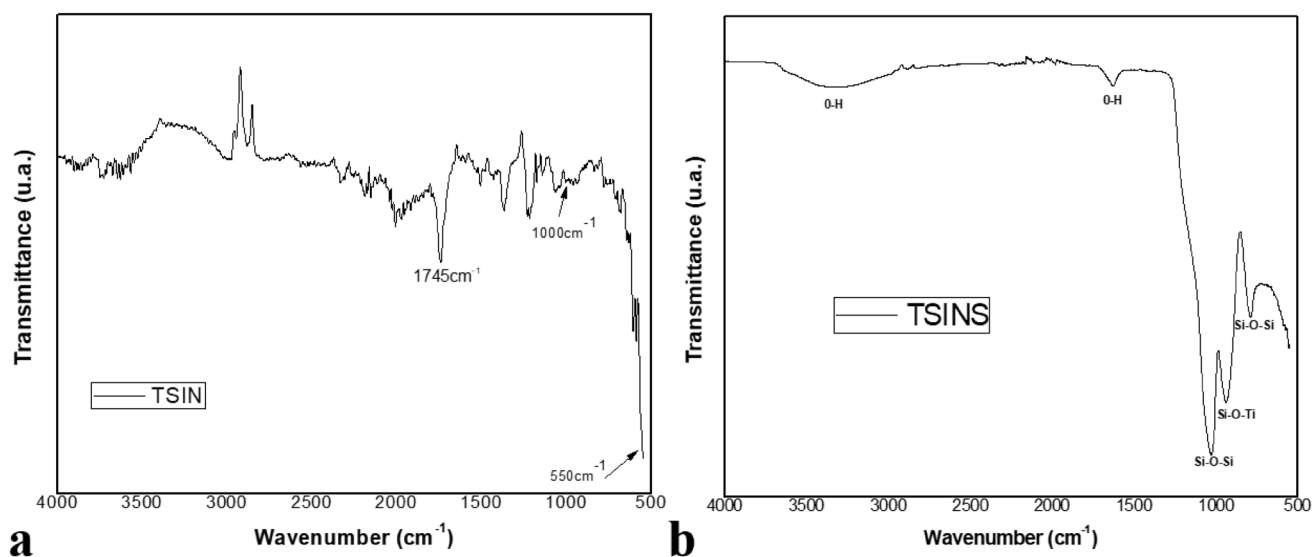 Transmittance (u.a.)
1000cm⁻¹
1745cm⁻¹
TSIN
550cm⁻¹
4000 3500 3000 2500 2000 1500 1000 500
Wavenumber (cm⁻¹)
a
Transmittance (u.a.)
0-H
0-H
TSINS
Si-O-Si
Si-O-Ti
Si-O-Si
4000 3500 3000 2500 2000 1500 1000 500
Wavenumber (cm⁻¹)
b